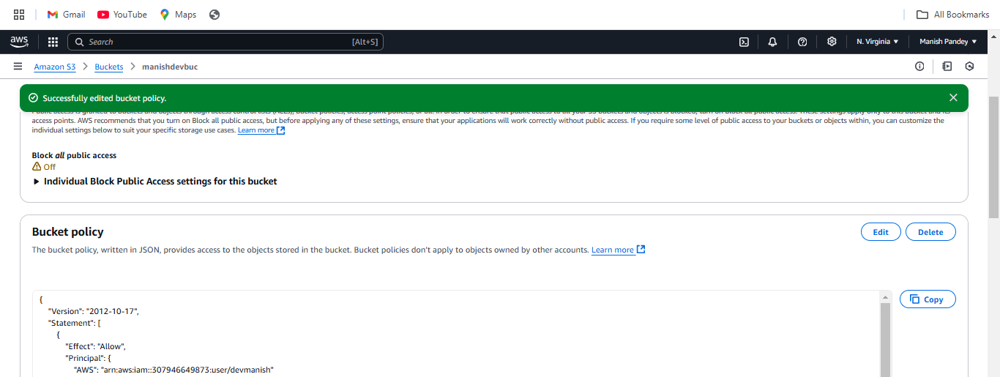 Gmail YouTube Maps All Bookmarks
aws Search [Alt+S] N. Virginia Manish Pandey
Amazon S3 Buckets manishdevbuc
Successfully edited bucket policy.
access points. AWS recommends that you turn on Block all public access, but before applying any of these settings, ensure that your applications will work correctly without public access. If you require some level of public access to your buckets or objects within, you can customize the
individual settings below to suit your specific storage use cases. Learn more
Block all public access
Off
Individual Block Public Access settings for this bucket
Bucket policy Edit Delete
The bucket policy, written in JSON, provides access to the objects stored in the bucket. Bucket policies don't apply to objects owned by other accounts. Learn more
Copy
{
"Version": "2012-10-17",
"Statement": [
{
"Effect": "Allow",
"Principal": {
"AWS": "arn:aws:iam::307946649873:user/devmanish"